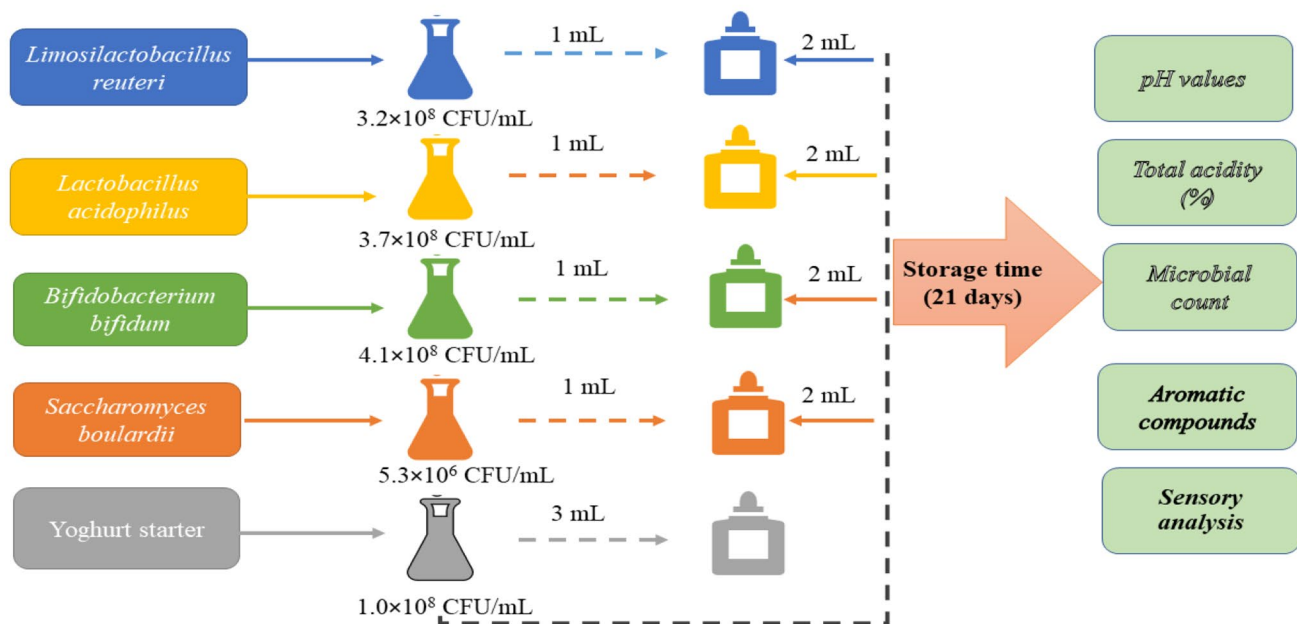 Limosilactobacillus
reuteri
3.2×10⁸ CFU/mL
1 mL
2 mL
Lactobacillus
acidophilus
3.7×10⁸ CFU/mL
1 mL
2 mL
Bifidobacterium
bifidum
4.1×10⁸ CFU/mL
1 mL
2 mL
Saccharomyces
boulardii
5.3×10⁶ CFU/mL
1 mL
2 mL
Yoghurt starter
1.0×10⁸ CFU/mL
3 mL
Storage time
(21 days)
pH values
Total acidity
(%)
Microbial
count
Aromatic
compounds
Sensory
analysis